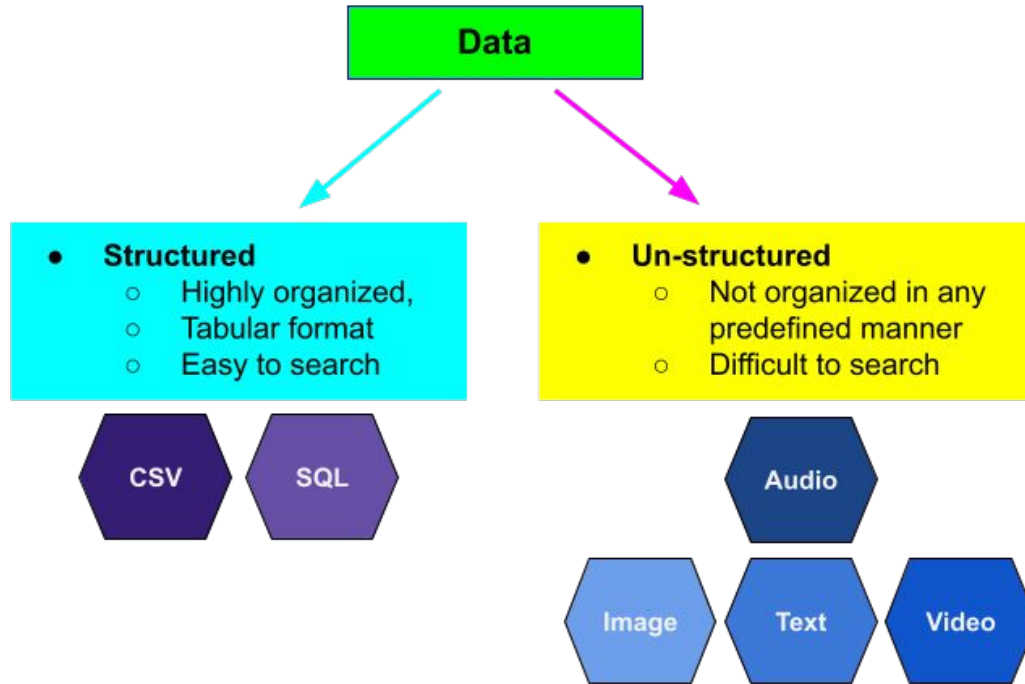 Data
● Structured
○ Highly organized,
○ Tabular format
○ Easy to search
● Un-structured
○ Not organized in any
predefined manner
○ Difficult to search
CSV
SQL
Audio
Image
Text
Video